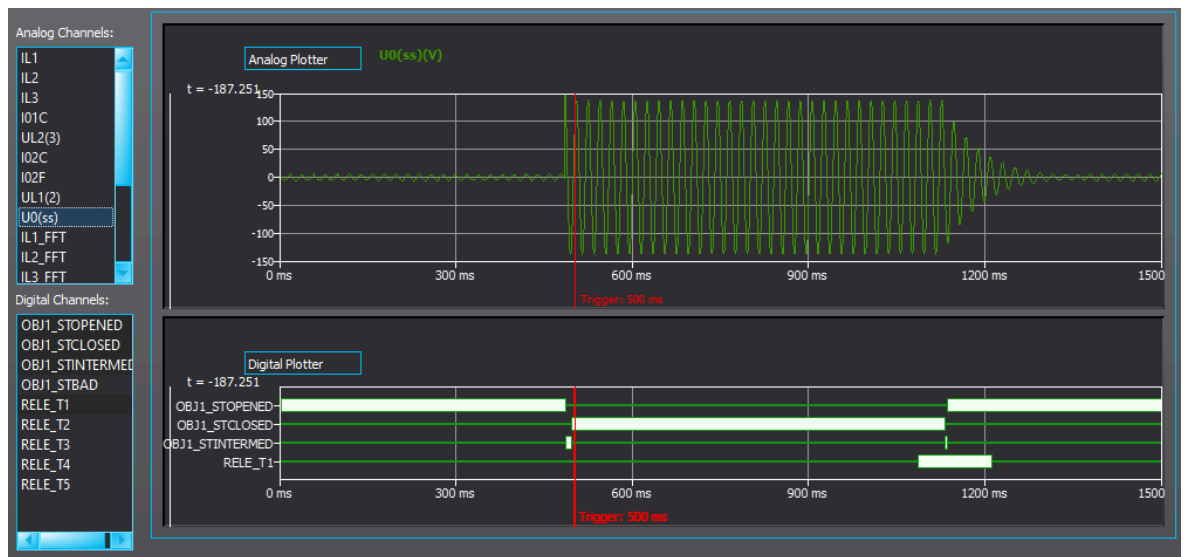 Analog Channels:
IL1
IL2
IL3
I01C
UL2(3)
I02C
I02F
UL1(2)
U0(ss)
IL1_FFT
IL2_FFT
IL3 FFT
Digital Channels:
OBJ1_STOPENED
OBJ1_STCLOSED
OBJ1_STINTERMED
OBJ1_STBAD
RELE_T1
RELE_T2
RELE_T3
RELE_T4
RELE_T5
Analog Plotter U0(ss)(V)
t = -187.251
150
100
50
0
-50
-100
-150
0 ms 300 ms 600 ms 900 ms 1200 ms 1500
Trigger: 500 ms
Digital Plotter
t = -187.251
OBJ1_STOPENED
OBJ1_STCLOSED
OBJ1_STINTERMED
RELE_T1
0 ms 300 ms 600 ms 900 ms 1200 ms 1500
Trigger: 500 ms